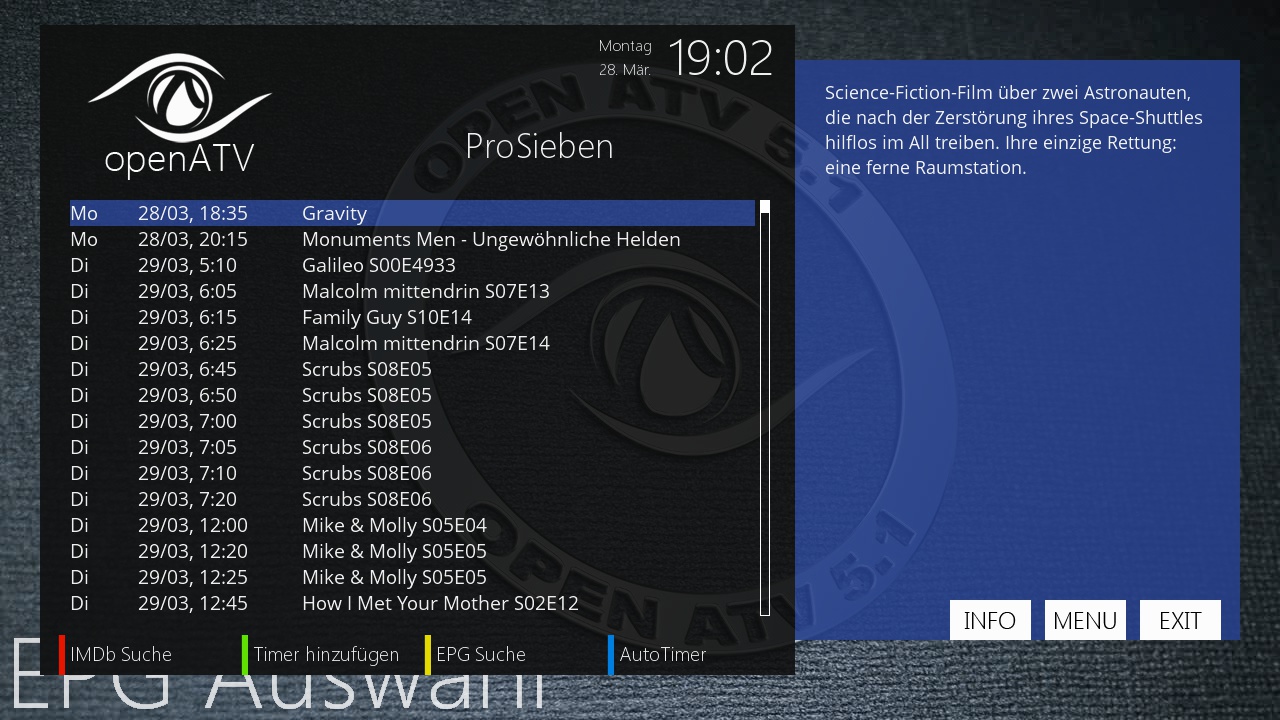 Montag
28. Mär.
19:02
openATV
ProSieben
OPEN ATV 5.1
Mo 28/03, 18:35 Gravity
Mo 28/03, 20:15 Monuments Men - Ungewöhnliche Helden
Di 29/03, 5:10 Galileo S00E4933
Di 29/03, 6:05 Malcolm mittendrin S07E13
Di 29/03, 6:15 Family Guy S10E14
Di 29/03, 6:25 Malcolm mittendrin S07E14
Di 29/03, 6:45 Scrubs S08E05
Di 29/03, 6:50 Scrubs S08E05
Di 29/03, 7:00 Scrubs S08E05
Di 29/03, 7:05 Scrubs S08E06
Di 29/03, 7:10 Scrubs S08E06
Di 29/03, 7:20 Scrubs S08E06
Di 29/03, 12:00 Mike & Molly S05E04
Di 29/03, 12:20 Mike & Molly S05E05
Di 29/03, 12:25 Mike & Molly S05E05
Di 29/03, 12:45 How I Met Your Mother S02E12
OPEN ATV 5.1
Science-Fiction-Film über zwei Astronauten,
die nach der Zerstörung ihres Space-Shuttles
hilflos im All treiben. Ihre einzige Rettung:
eine ferne Raumstation.
INFO MENU EXIT
IMDb Suche Timer hinzufügen EPG Suche AutoTimer
EPG Auswahl